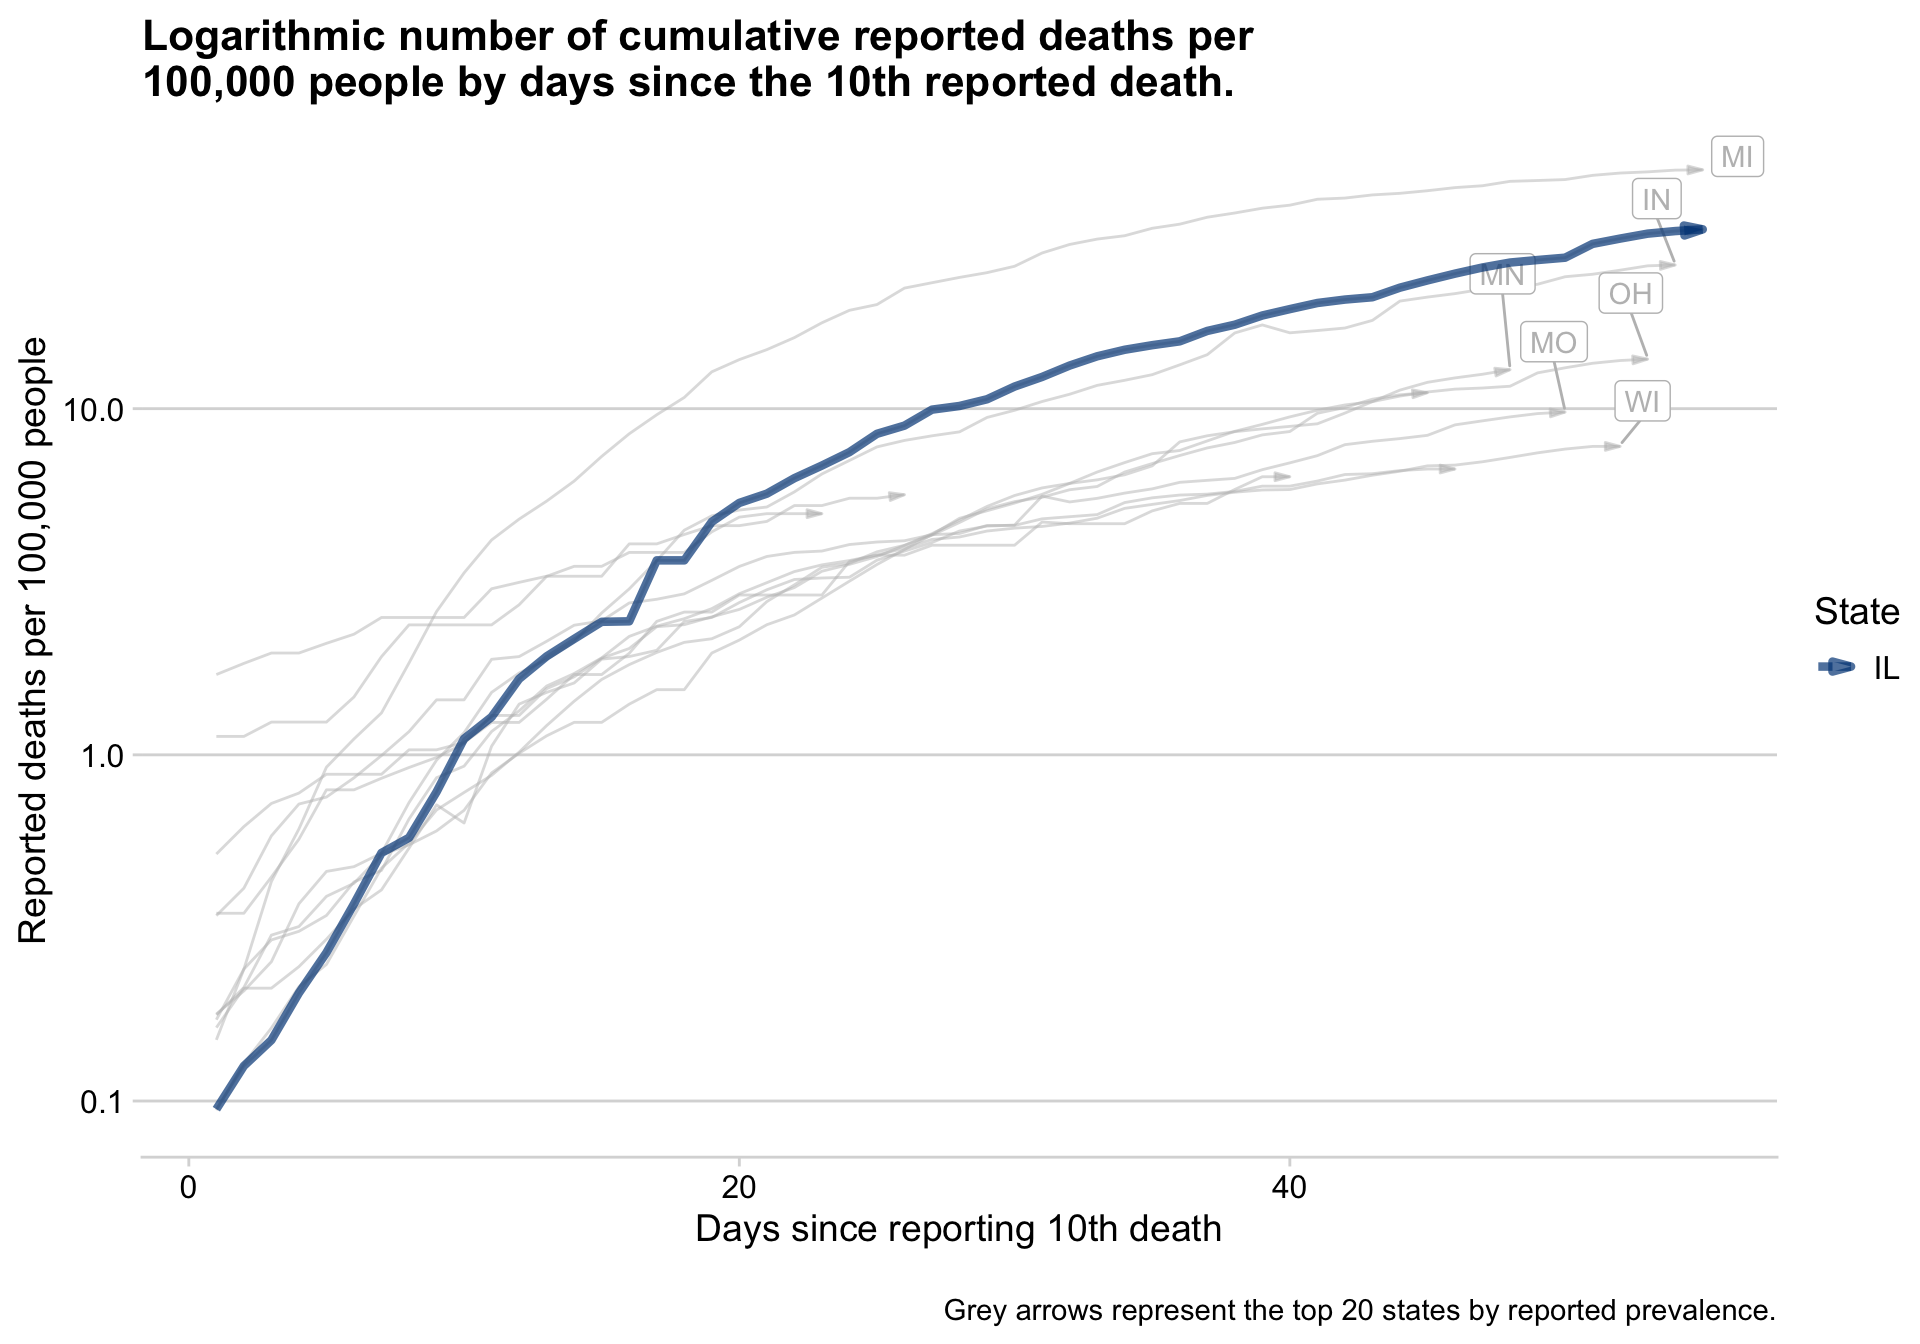 Logarithmic number of cumulative reported deaths per
100,000 people by days since the 10th reported death.
MI
IN
MN
OH
MO
WI
10.0
1.0
0.1
Reported deaths per 100,000 people
State
IL
0
20
40
Days since reporting 10th death
Grey arrows represent the top 20 states by reported prevalence.